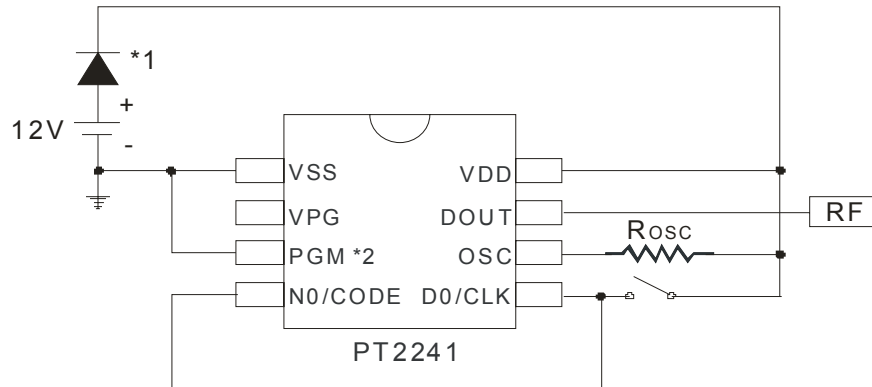 *1
+
12V
-
VSS
VDD
VPG
DOUT
RF
PGM *2
OSC
ROSC
N0/CODE
D0/CLK
PT2241